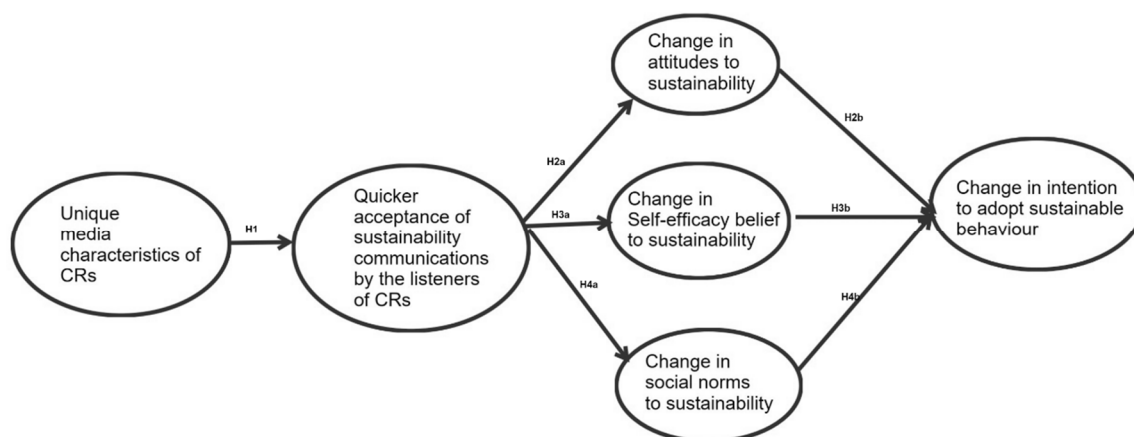 Unique
media
characteristics of
CRs
H1
Quicker
acceptance of
sustainability
communications
by the listeners
of CRs
H2a
H3a
H4a
Change in
attitudes to
sustainability
Change in
Self-efficacy belief
to sustainability
Change in
social norms
to sustainability
H2b
H3b
H4b
Change in intention
to adopt sustainable
behaviour